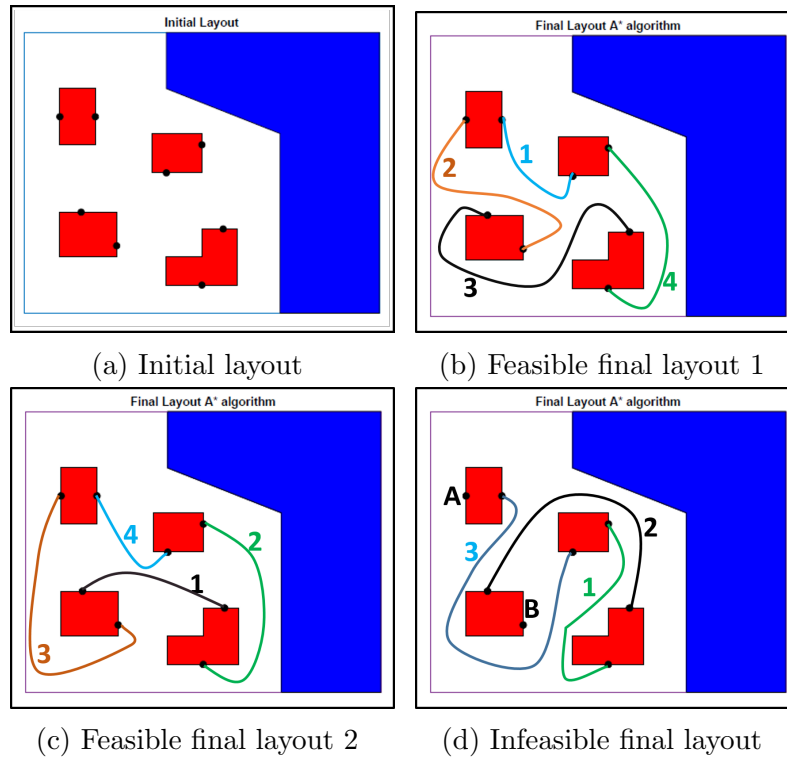 Initial Layout
(a) Initial layout
Final Layout A* algorithm
1
2
3
4
(b) Feasible final layout 1
Final Layout A* algorithm
4
2
1
3
(c) Feasible final layout 2
Final Layout A* algorithm
A
2
3
1
B
(d) Infeasible final layout